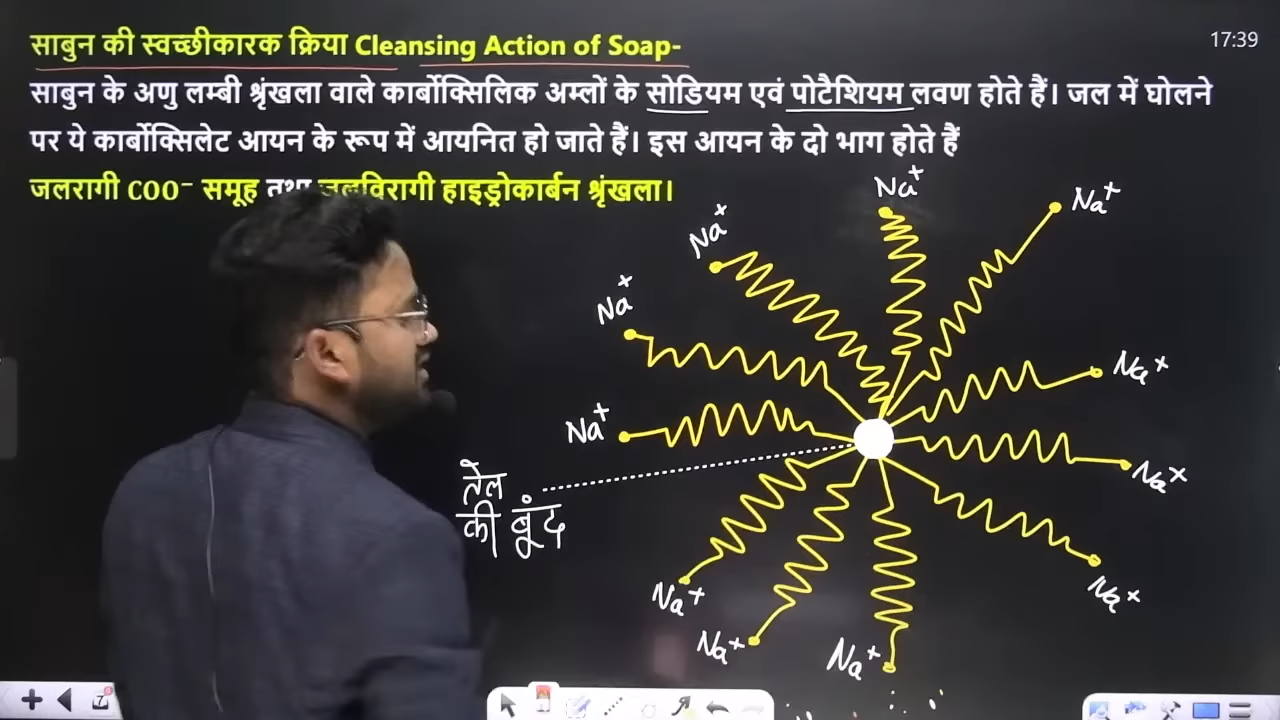 साबुन की स्वच्छीकारक क्रिया Cleansing Action of Soap-
17:39
साबुन के अणु लम्बी श्रृंखला वाले कार्बोक्सिलिक अम्लों के सोडियम एवं पोटैशियम लवण होते हैं। जल में घोलने
पर ये कार्बोक्सिलेट आयन के रूप में आयनित हो जाते हैं। इस आयन के दो भाग होते हैं
जलरागी COO⁻ समूह तथा जलविरागी हाइड्रोकार्बन श्रृंखला।
Na⁺
Na⁺
Na⁺
Na⁺
Na⁺
Na⁺
Na⁺
तेल
की बूंद
Na⁺
Na⁺
Na⁺
Na⁺